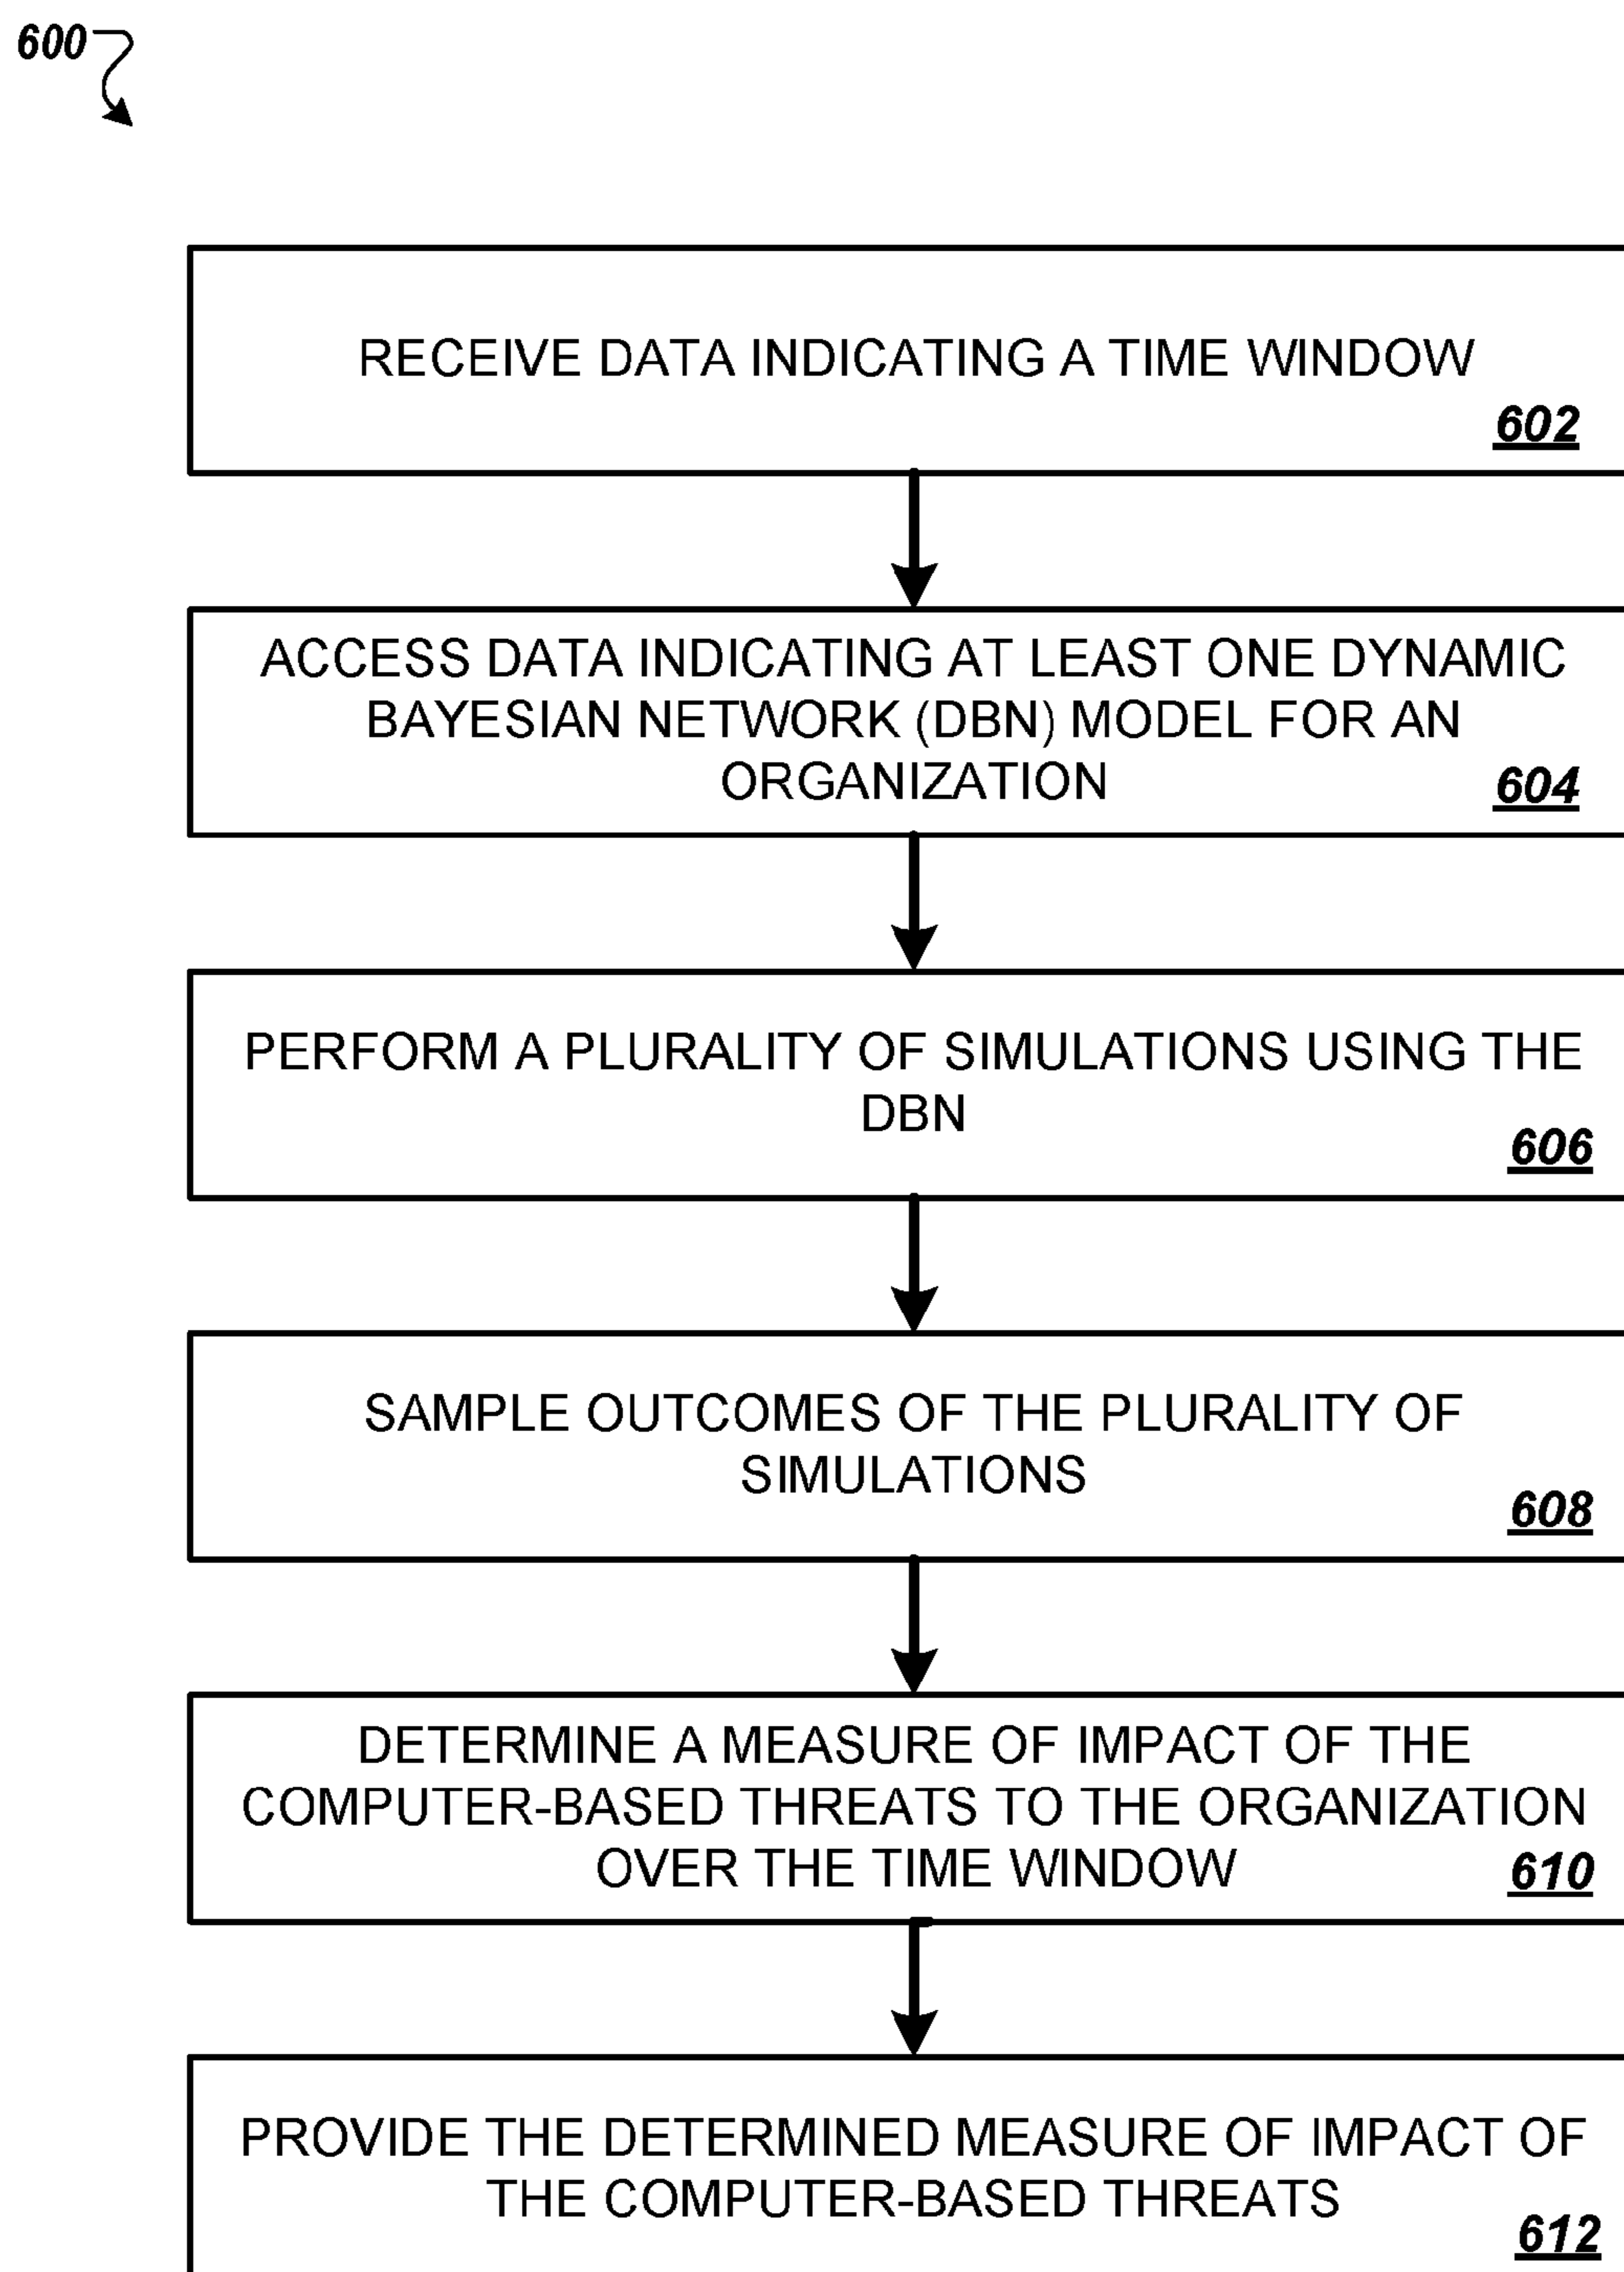 600
RECEIVE DATA INDICATING A TIME WINDOW
602
ACCESS DATA INDICATING AT LEAST ONE DYNAMIC
BAYESIAN NETWORK (DBN) MODEL FOR AN
ORGANIZATION
604
PERFORM A PLURALITY OF SIMULATIONS USING THE
DBN
606
SAMPLE OUTCOMES OF THE PLURALITY OF
SIMULATIONS
608
DETERMINE A MEASURE OF IMPACT OF THE
COMPUTER-BASED THREATS TO THE ORGANIZATION
OVER THE TIME WINDOW
610
PROVIDE THE DETERMINED MEASURE OF IMPACT OF
THE COMPUTER-BASED THREATS
612